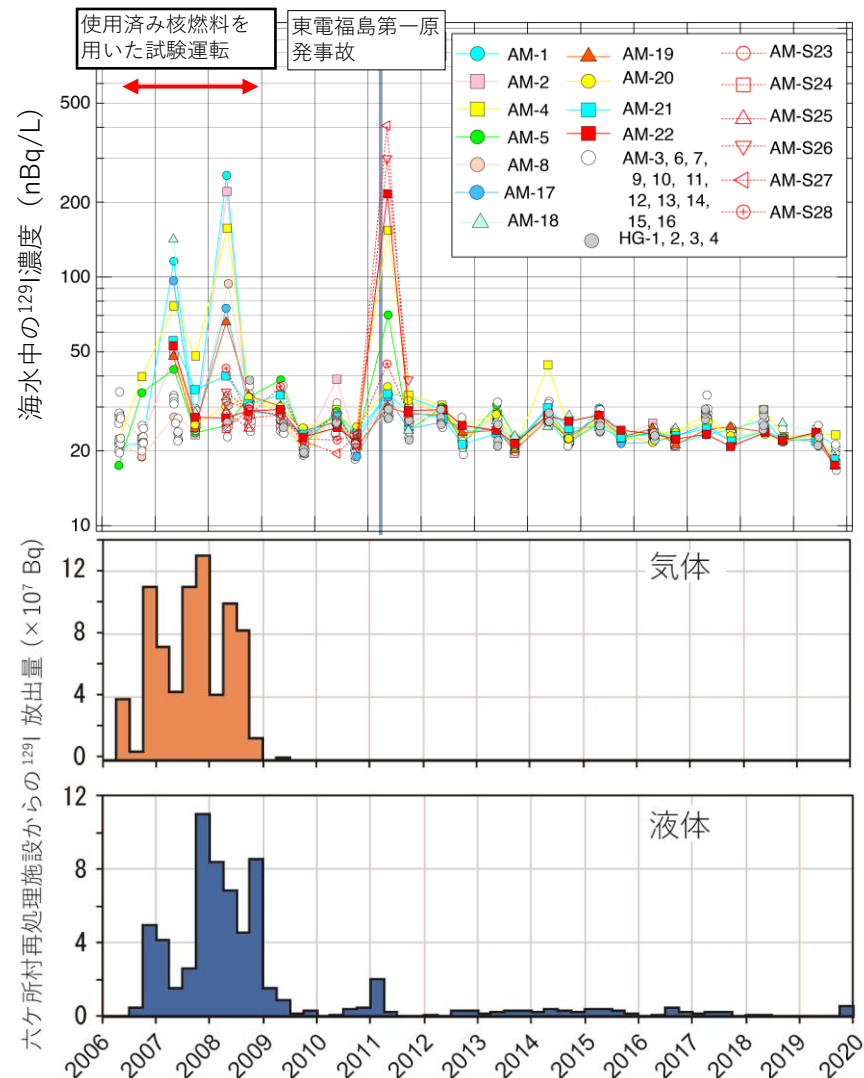 使用済み核燃料を
用いた試験運転
東電福島第一原
発事故
海水中の¹²⁹I濃度 (nBq/L)
500
200
100
50
20
10
AM-1
AM-2
AM-4
AM-5
AM-8
AM-17
AM-18
AM-19
AM-20
AM-21
AM-22
AM-3, 6, 7,
9, 10, 11,
12, 13, 14,
15, 16
HG-1, 2, 3, 4
AM-S23
AM-S24
AM-S25
AM-S26
AM-S27
AM-S28
六ケ所村再処理施設からの ¹²⁹I 放出量 (×10⁷ Bq)
気体
12
8
4
0
液体
12
8
4
0
2006 2007 2008 2009 2010 2011 2012 2013 2014 2015 2016 2017 2018 2019 2020